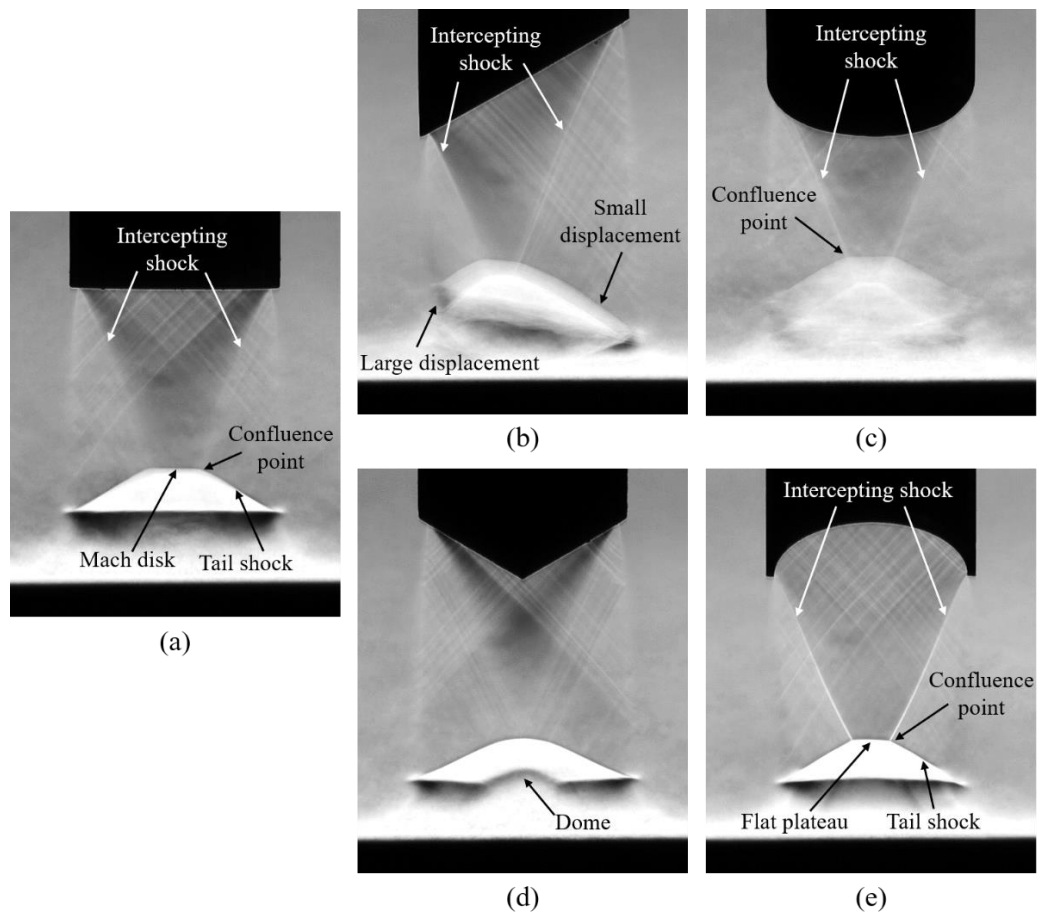 (b)
(c)
Intercepting
shock
Small
displacement
Large displacement
Intercepting
shock
Confluence
point
Intercepting
shock
Confluence
point
Mach disk
Tail shock
(a)
Dome
(d)
Intercepting shock
Confluence
point
Flat plateau
Tail shock
(e)